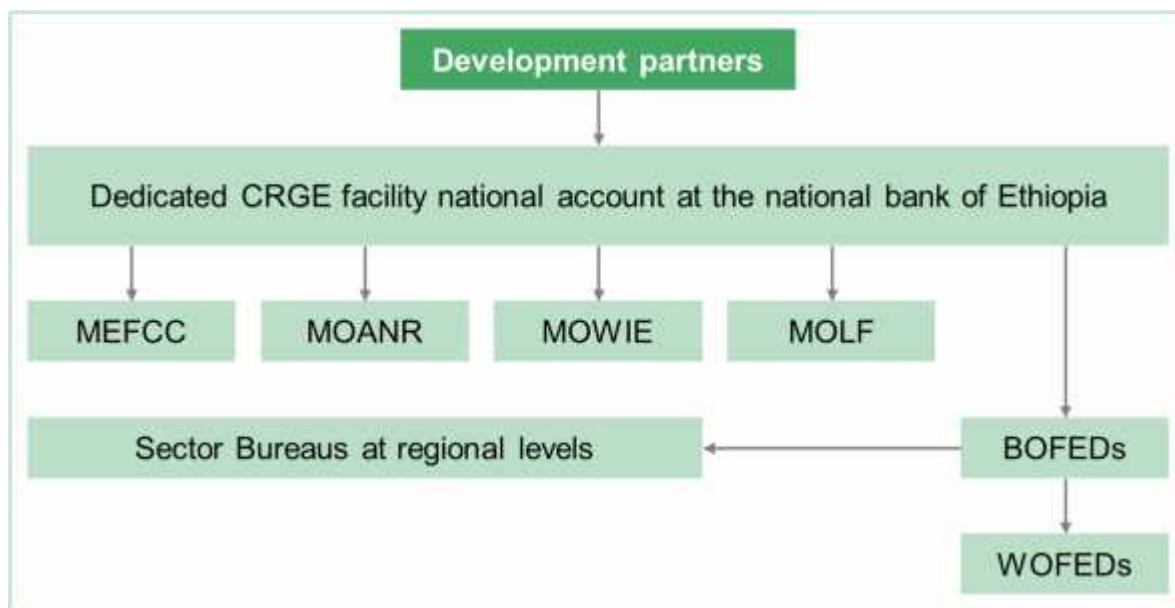 Development partners
Dedicated CRGE facility national account at the national bank of Ethiopia
MEFCC
MOANR
MOWIE
MOLF
Sector Bureaus at regional levels
BOFEDs
WOFEDs